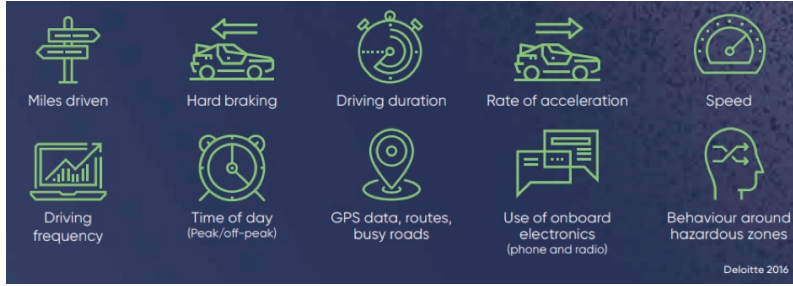 Miles driven
Hard braking
Driving duration
Rate of acceleration
Speed
Driving
frequency
Time of day
(Peak/off-peak)
GPS data, routes,
busy roads
Use of onboard
electronics
(phone and radio)
Behaviour around
hazardous zones
Deloitte 2016